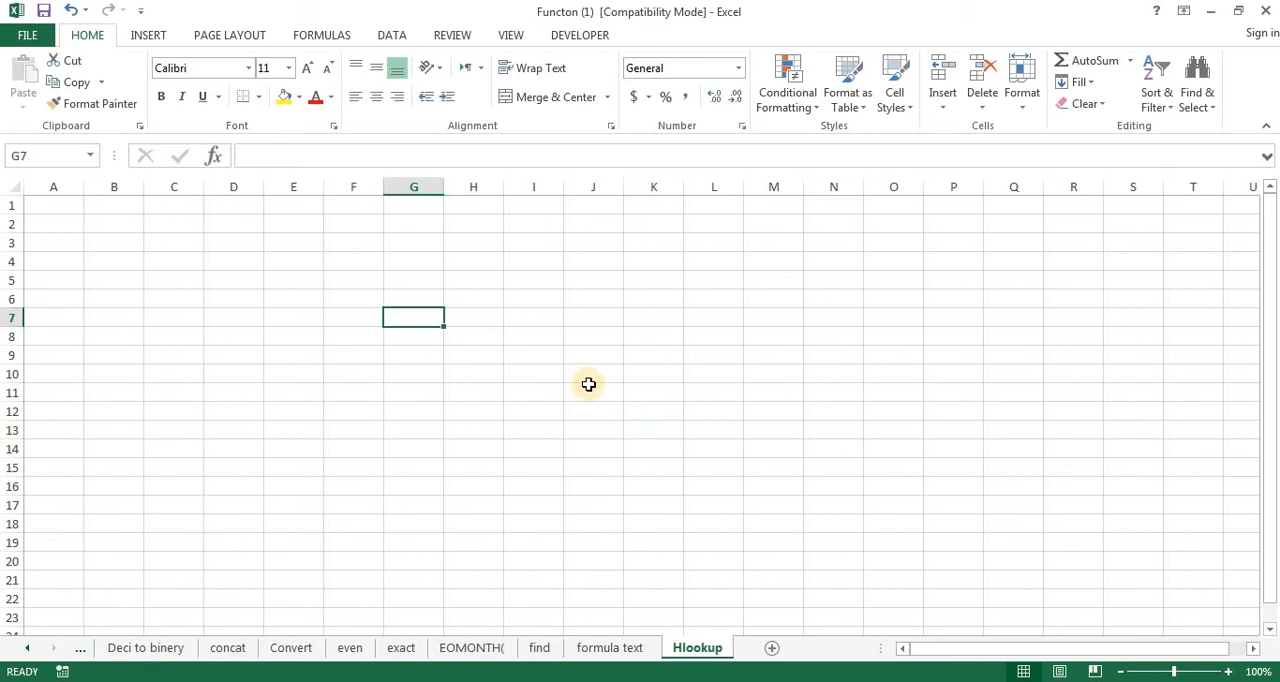 Functon (1) [Compatibility Mode] - Excel
?
FILE HOME INSERT PAGE LAYOUT FORMULAS DATA REVIEW VIEW DEVELOPER Sign in
Paste
Cut
Copy
Format Painter
Clipboard
Calibri 11
B I U
Font
Wrap Text
Merge & Center
Alignment
General
$ % ,
Number
Conditional Formatting
Format as Table
Cell Styles
Styles
Insert
Delete
Format
Cells
AutoSum
Fill
Clear
Sort & Filter
Find & Select
Editing
G7 fx
A B C D E F G H I J K L M N O P Q R S T U
1
2
3
4
5
6
7
8
9
10
11
12
13
14
15
16
17
18
19
20
21
22
23
... Deci to binery concat Convert even exact EOMONTH( find formula text Hlookup
READY 100%